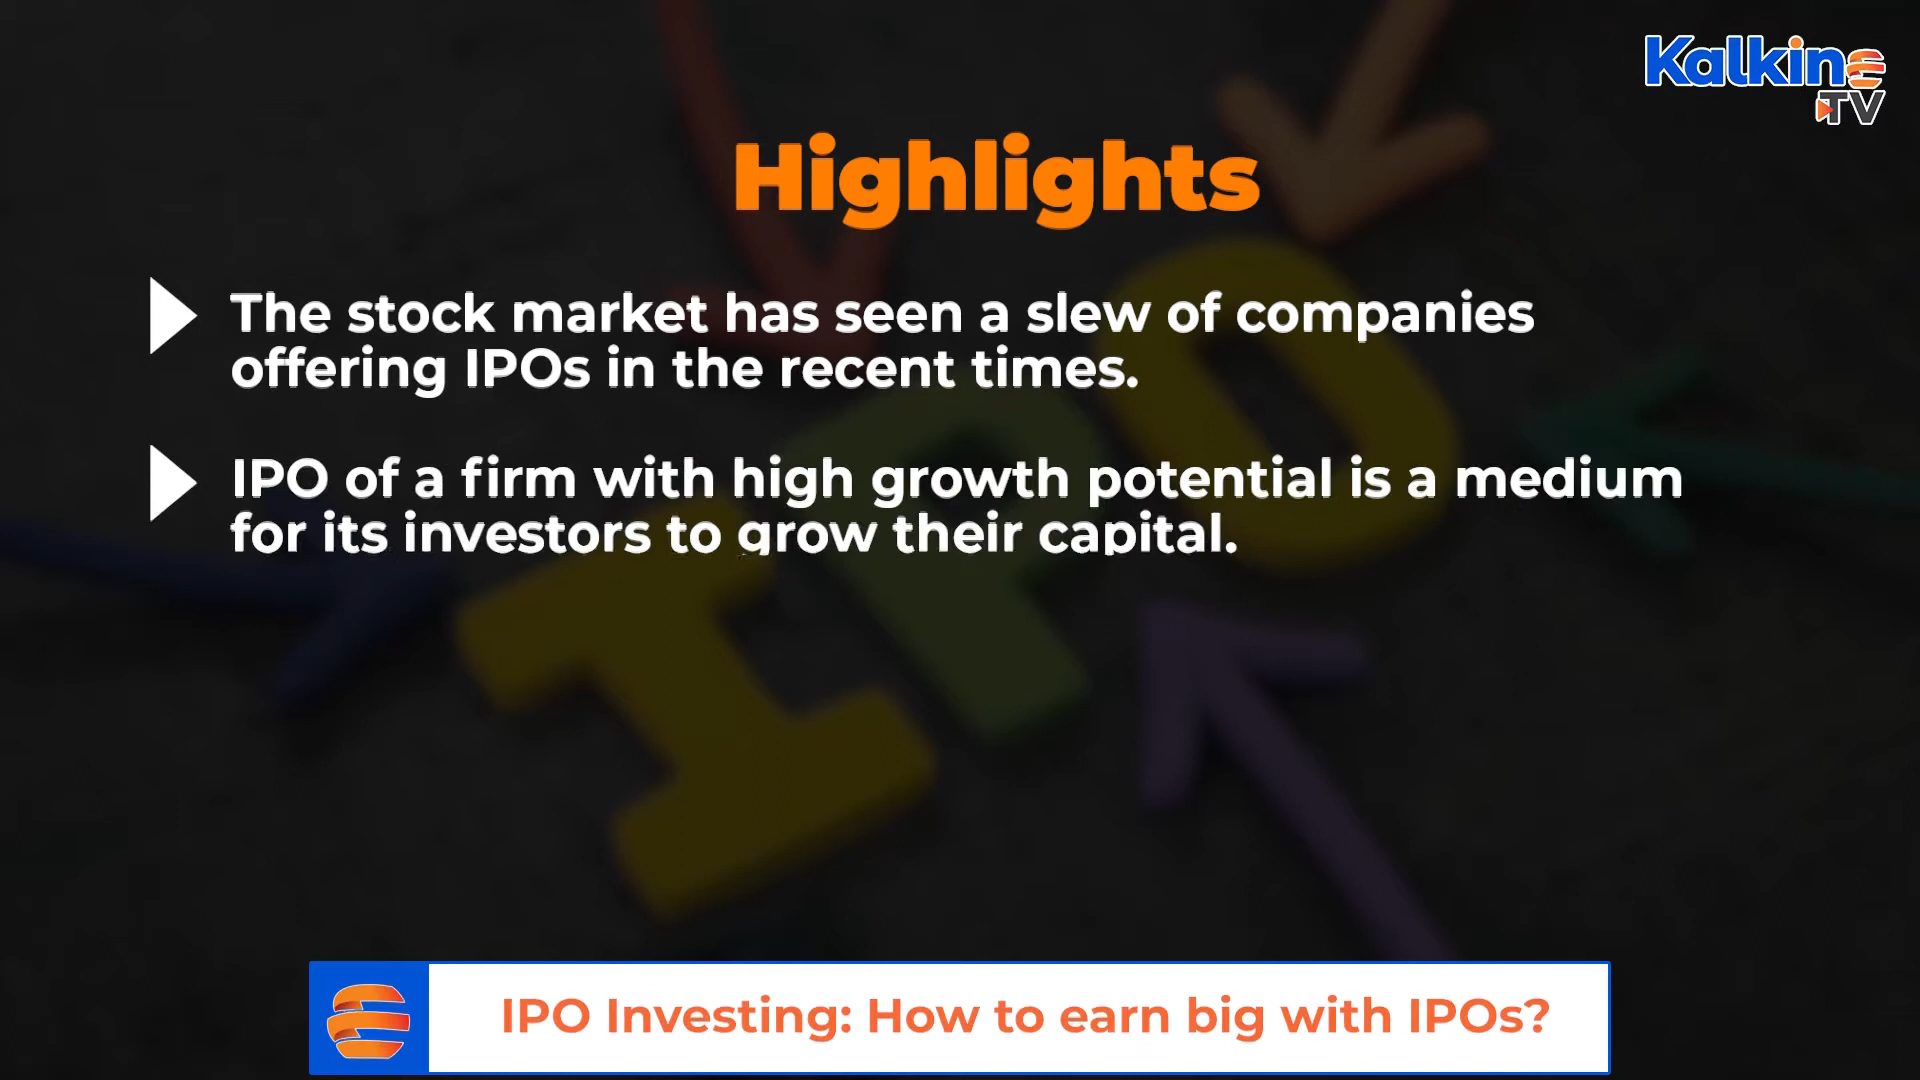 Kalkine
TV
Highlights
The stock market has seen a slew of companies
offering IPOs in the recent times.
IPO of a firm with high growth potential is a medium
for its investors to grow their capital.
IPO
IPO Investing: How to earn big with IPOs?